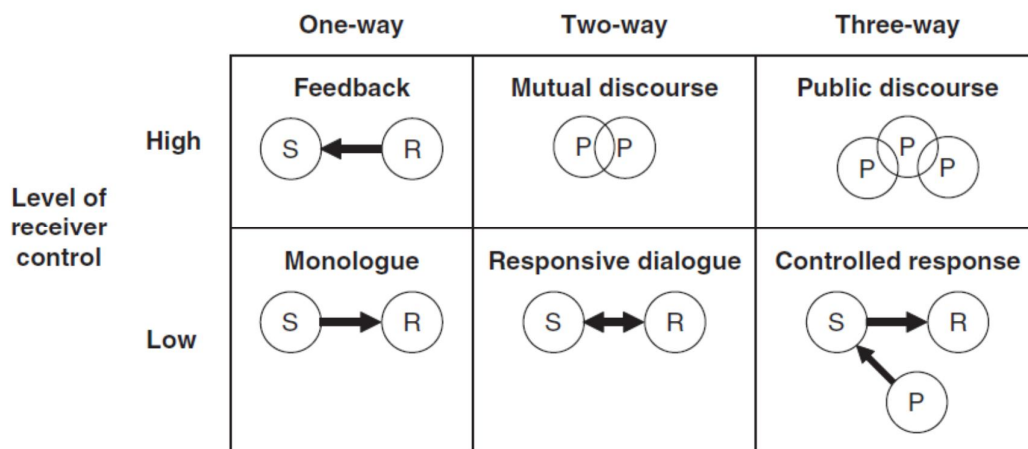 One-way
Two-way
Three-way
Level of
receiver
control
High
Feedback
S
R
Mutual discourse
P
P
Public discourse
P
P
P
Low
Monologue
S
R
Responsive dialogue
S
R
Controlled response
S
R
P